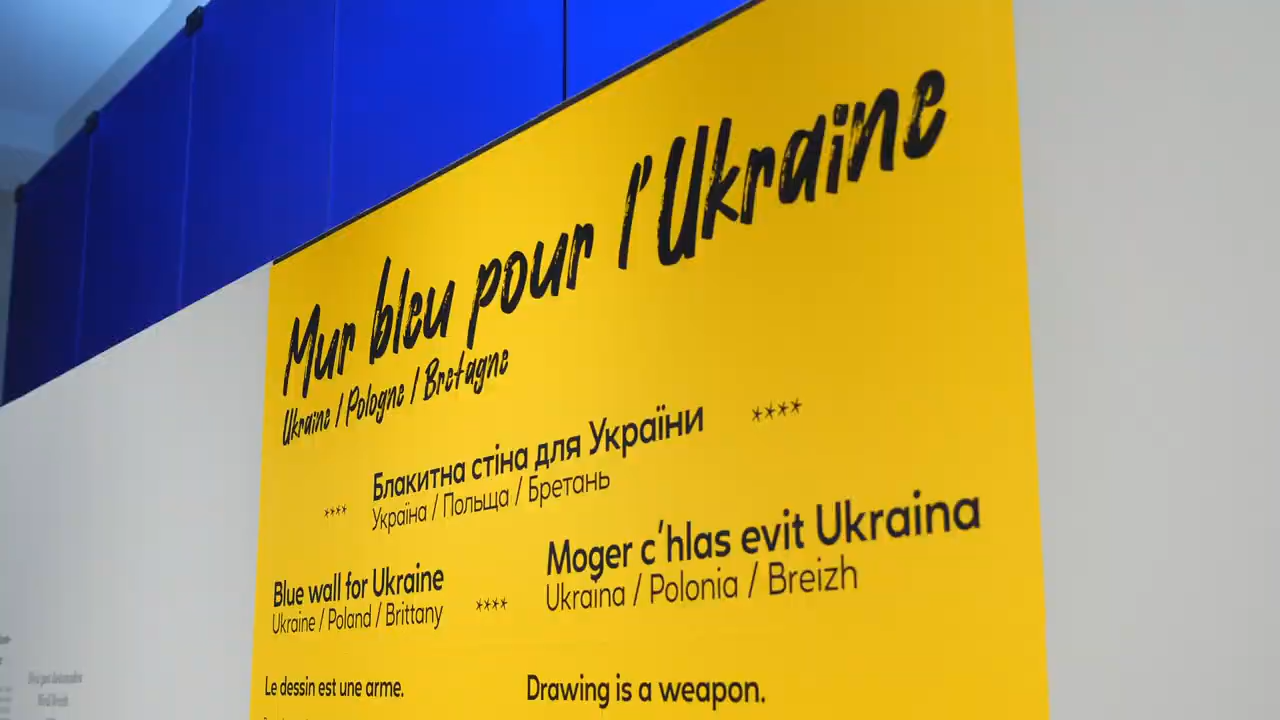 Mur bleu pour l'Ukraine
Ukraine / Pologne / Bretagne
Блакитна стіна для України ****
**** Україна / Польща / Бретань
Moger c'hlas evit Ukraina
Ukraina / Polonia / Breizh
Blue wall for Ukraine
Ukraine / Poland / Brittany ****
Le dessin est une arme.
Drawing is a weapon.